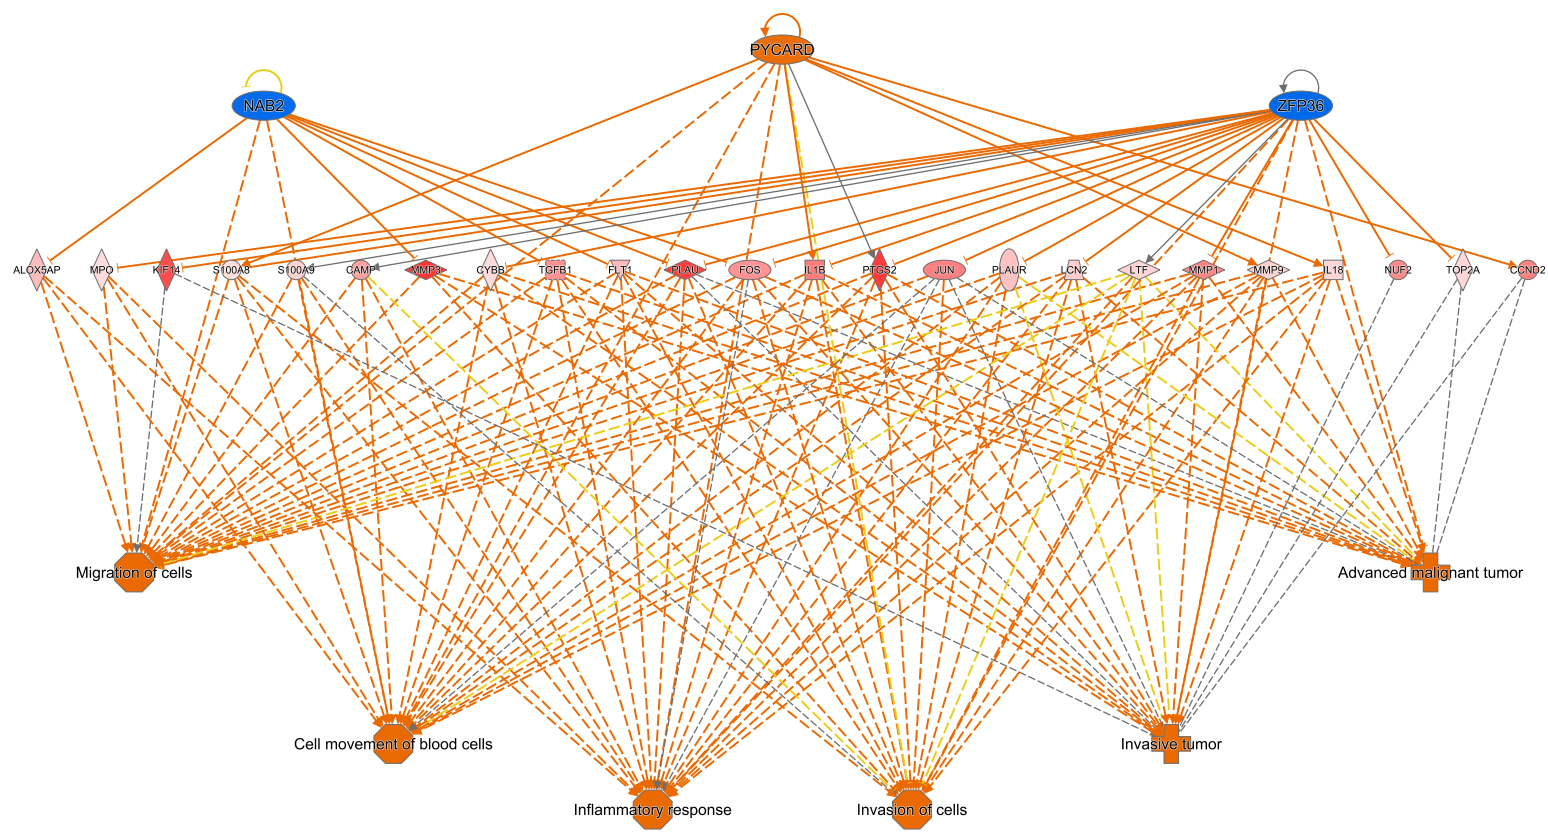 PYCARD
NAB2
ZFP36
ALOX5AP
MPO
KIF14
S100A8
S100A9
CAMP
MMP3
CYBB
TGFB1
FLT1
PLAU
FOS
IL1B
PTGS2
JUN
PLAUR
LCN2
LTF
MMP1
MMP9
IL18
NUF2
TOP2A
CCND2
Migration of cells
Advanced malignant tumor
Cell movement of blood cells
Invasive tumor
Inflammatory response
Invasion of cells